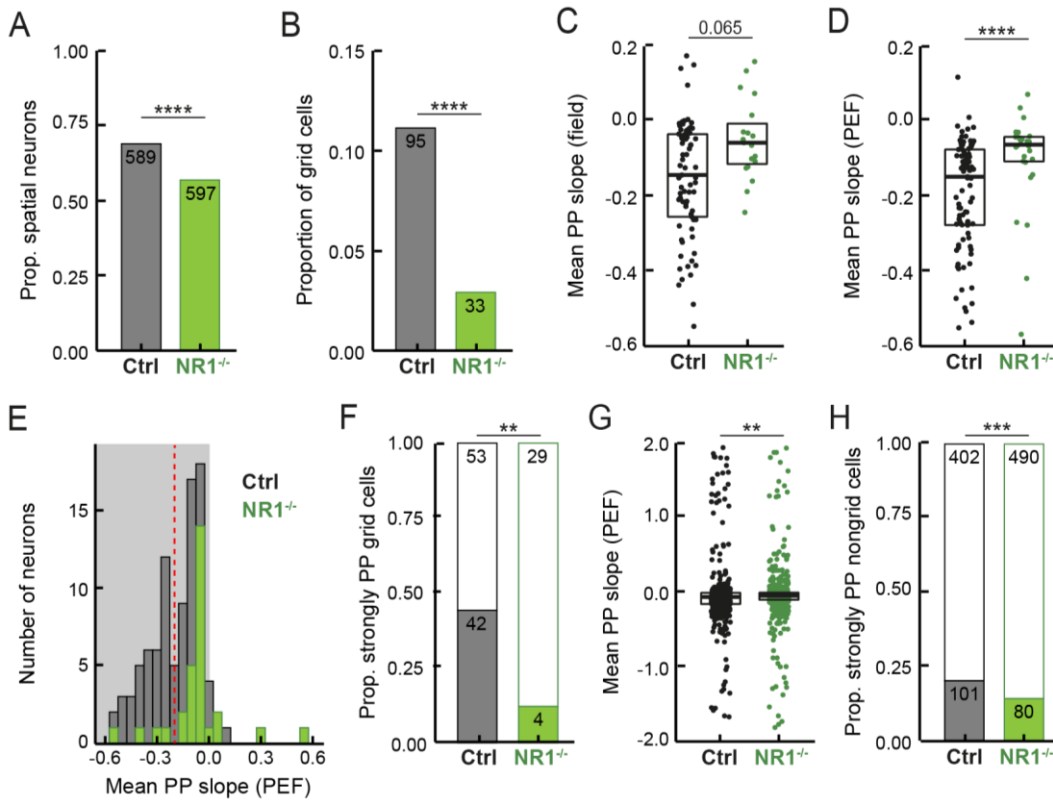 A
Prop. spatial neurons
1.00
0.75
0.50
0.25
0.00
****
589
597
Ctrl NR1-/-
B
Proportion of grid cells
0.15
0.10
0.05
0.00
****
95
33
Ctrl NR1-/-
C
Mean PP slope (field)
0.2
0.0
-0.2
-0.4
-0.6
0.065
Ctrl NR1-/-
D
Mean PP slope (PEF)
0.2
0.0
-0.2
-0.4
-0.6
****
Ctrl NR1-/-
E
Number of neurons
15
10
5
0
Ctrl
NR1-/-
-0.6 -0.3 0.0 0.3 0.6
Mean PP slope (PEF)
F
Prop. strongly PP grid cells
1.00
0.75
0.50
0.25
0.00
**
53 29
42 4
Ctrl NR1-/-
G
Mean PP slope (PEF)
2.0
1.0
0.0
-1.0
-2.0
**
Ctrl NR1-/-
H
Prop. strongly PP nongrid cells
1.00
0.75
0.50
0.25
0.00
***
402 490
101 80
Ctrl NR1-/-